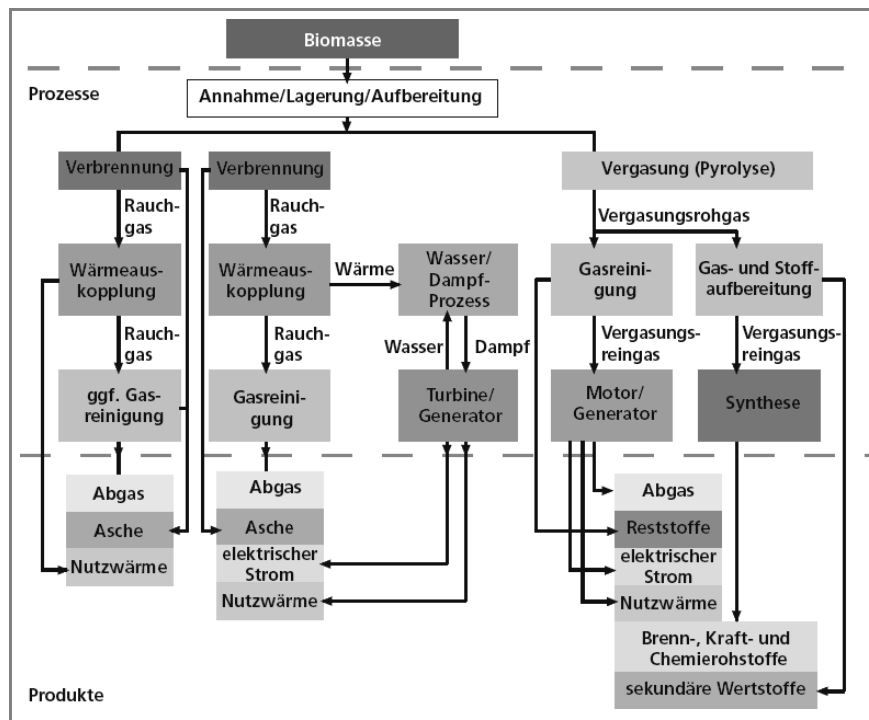 Biomasse
Prozesse
Annahme/Lagerung/Aufbereitung
Verbrennung
Verbrennung
Vergasung (Pyrolyse)
Rauch-
gas
Rauch-
gas
Vergasungsrohgas
Wärmeaus-
kopplung
Wärmeaus-
kopplung
Wärme
Wasser/
Dampf-
Prozess
Gasreini-
gung
Gas- und Stoff-
aufbereitung
Rauch-
gas
Rauch-
gas
Wasser
Dampf
Vergasungs-
reingas
Vergasungs-
reingas
ggf. Gas-
reinigung
Gasreini-
gung
Turbine/
Generator
Motor/
Generator
Synthese
Abgas
Asche
Nutzwärme
Abgas
Asche
elektrischer
Strom
Nutzwärme
Abgas
Reststoffe
elektrischer
Strom
Nutzwärme
Brenn-, Kraft- und
Chemierohstoffe
sekundäre Wertstoffe
Produkte